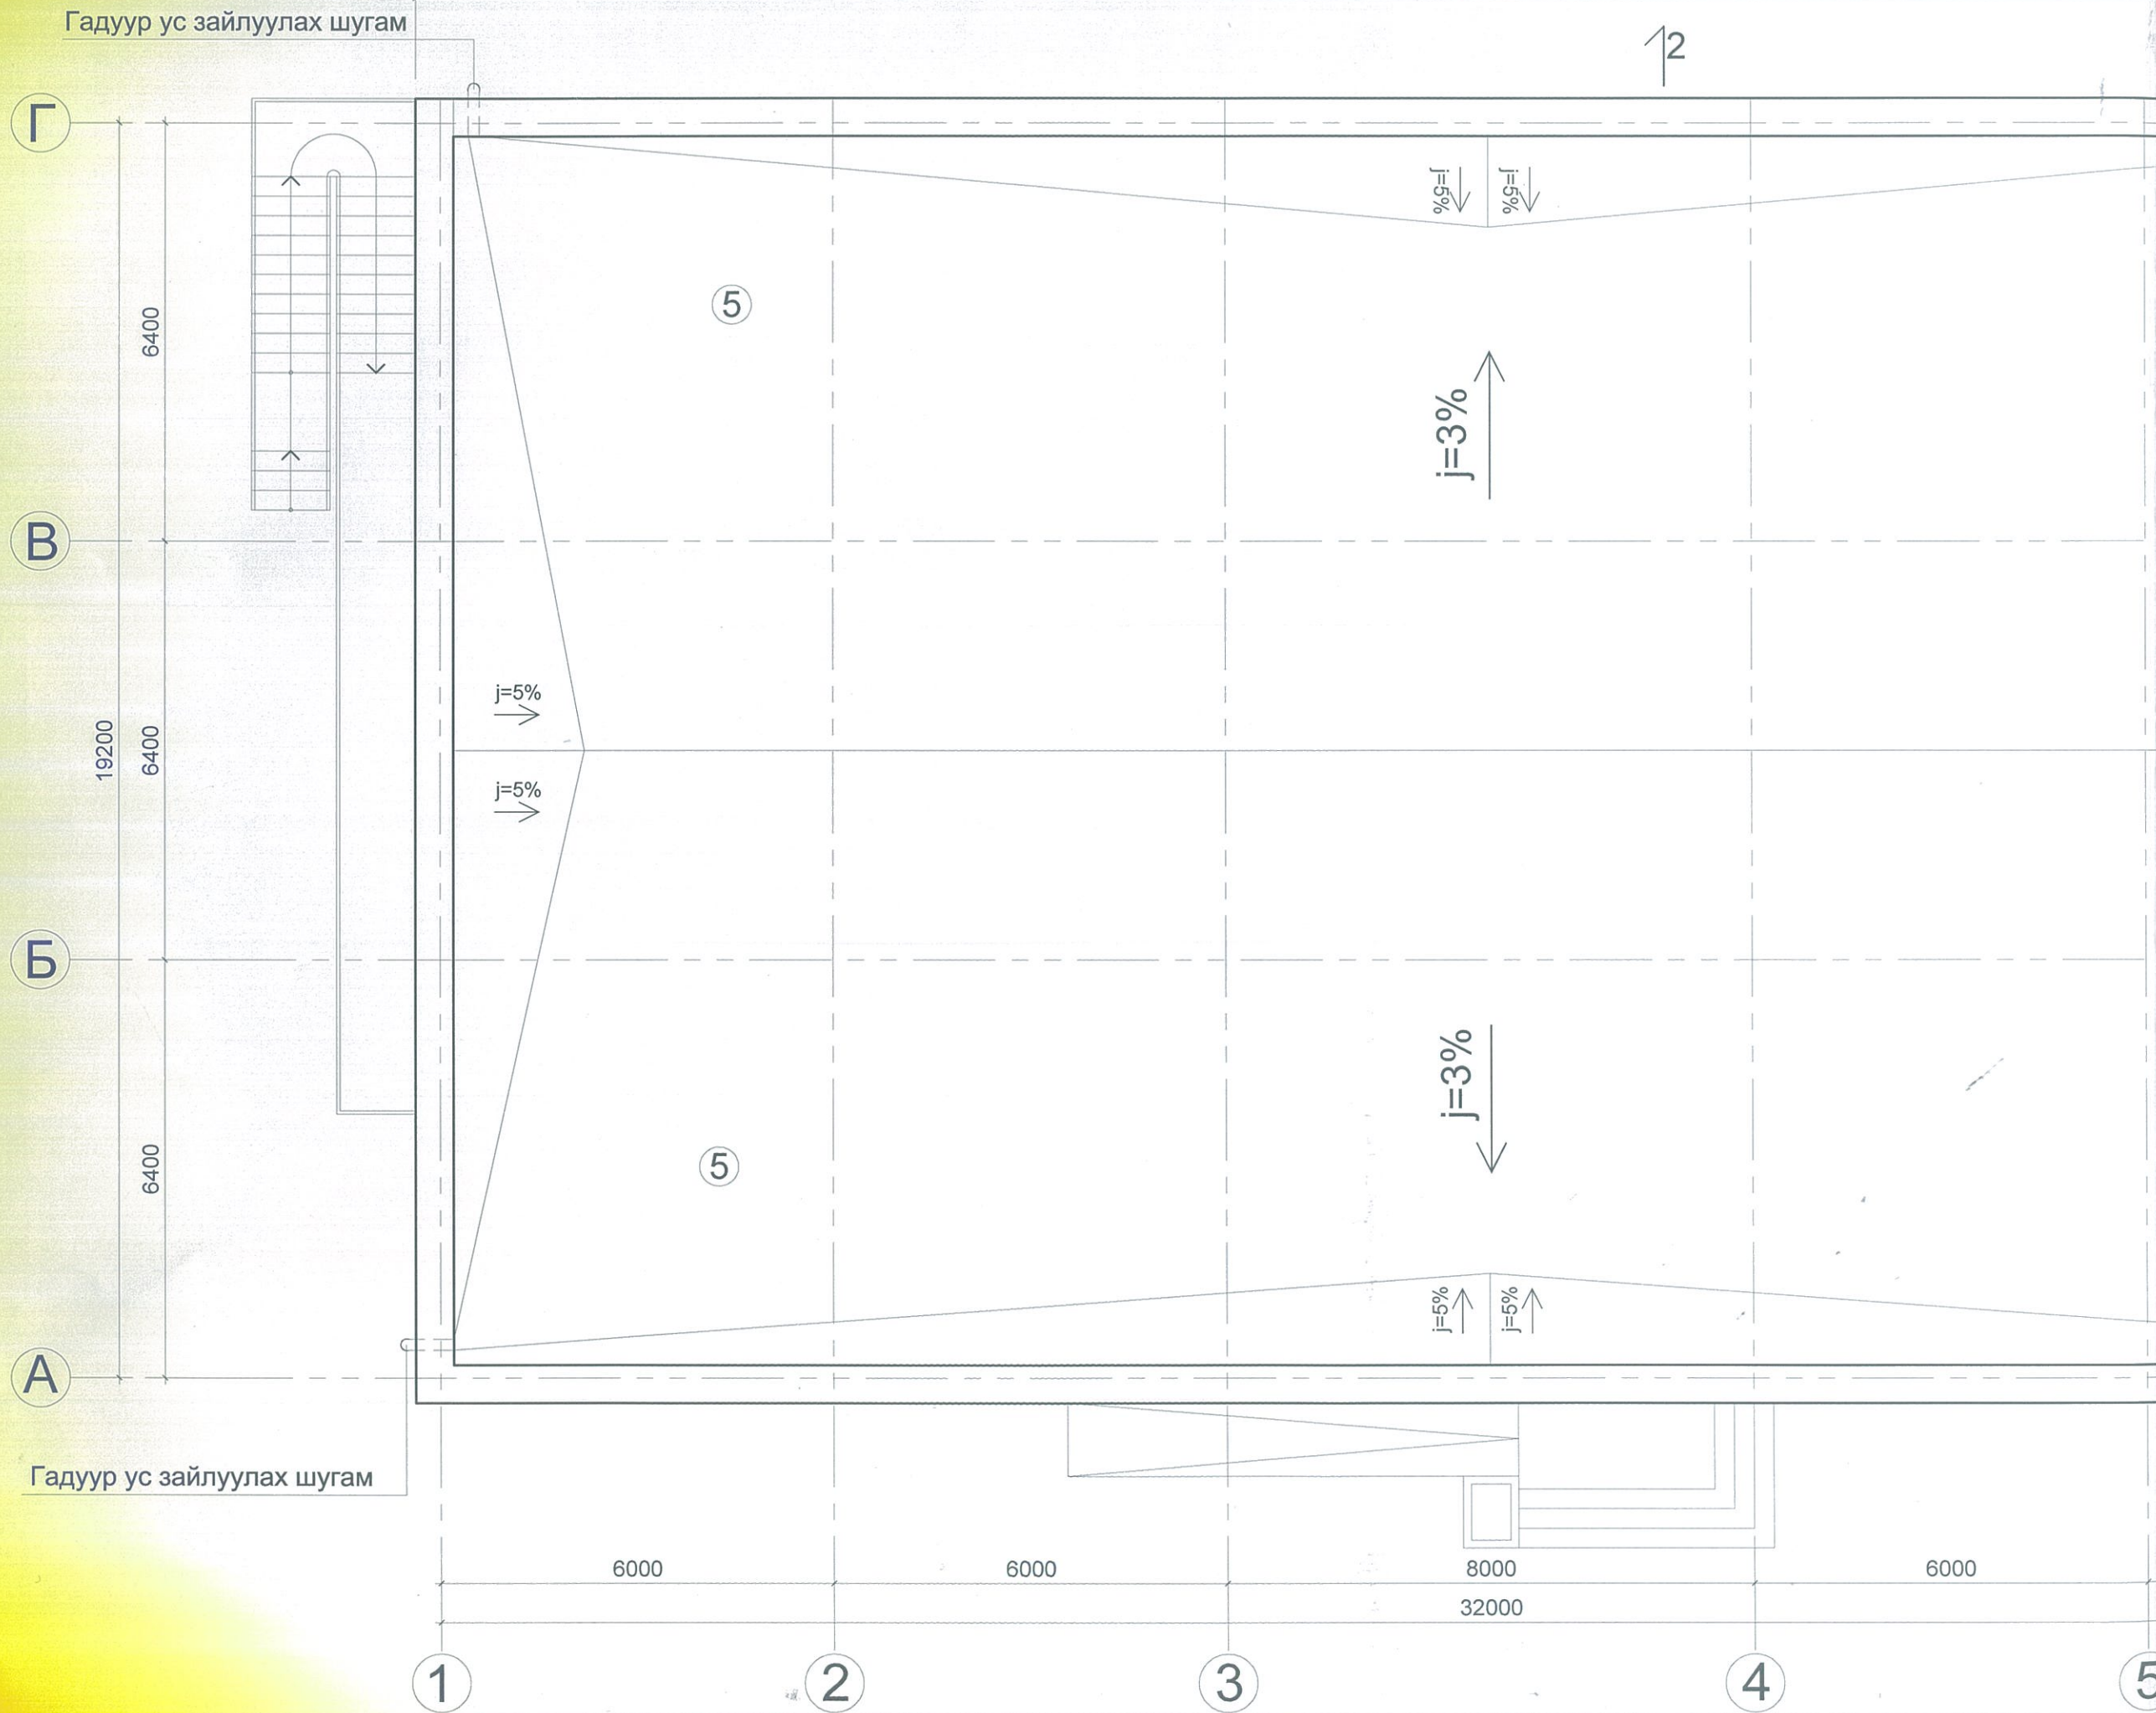 Гадуур ус зайлуулах шугам
2
Г
j=5%
j=5%
5
6400
j=3%
В
j=5%
19200
6400
j=5%
Б
j=3%
6400
5
j=5%
j=5%
А
Гадуур ус зайлуулах шугам
6000
6000
8000
6000
32000
1
2
3
4
5